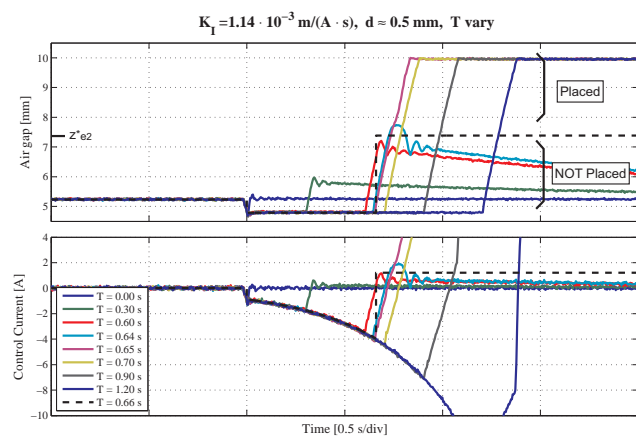 K_I =1.14 · 10^-3 m/(A · s), d ≈ 0.5 mm, T vary
10
9
8
7
6
5
Air gap [mm]
z*e2
Placed
NOT Placed
4
2
0
-2
-4
-6
-8
-10
Control Current [A]
T = 0.00 s
T = 0.30 s
T = 0.60 s
T = 0.64 s
T = 0.65 s
T = 0.70 s
T = 0.90 s
T = 1.20 s
T = 0.66 s
Time [0.5 s/div]